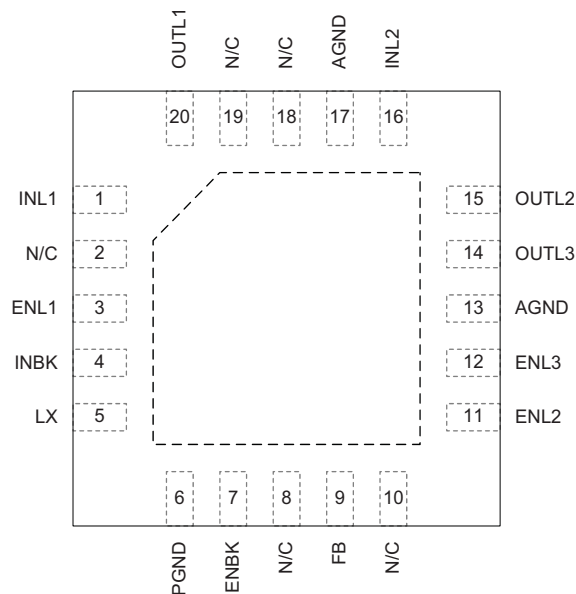 OUTL1 N/C N/C AGND INL2
20 19 18 17 16
INL1 1 15 OUTL2
N/C 2 14 OUTL3
ENL1 3 13 AGND
INBK 4 12 ENL3
LX 5 11 ENL2
6 7 8 9 10
PGND ENBK N/C FB N/C